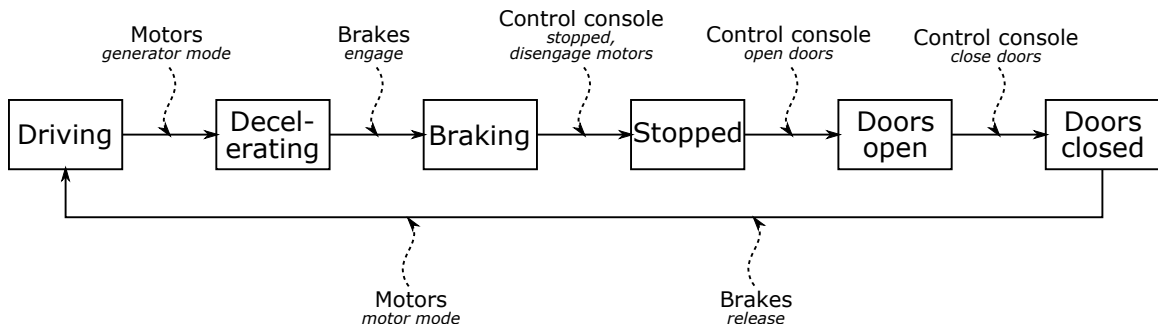 Motors
generator mode
Brakes
engage
Control console
stopped,
disengage motors
Control console
open doors
Control console
close doors
Driving
Decel-
erating
Braking
Stopped
Doors
open
Doors
closed
Motors
motor mode
Brakes
release